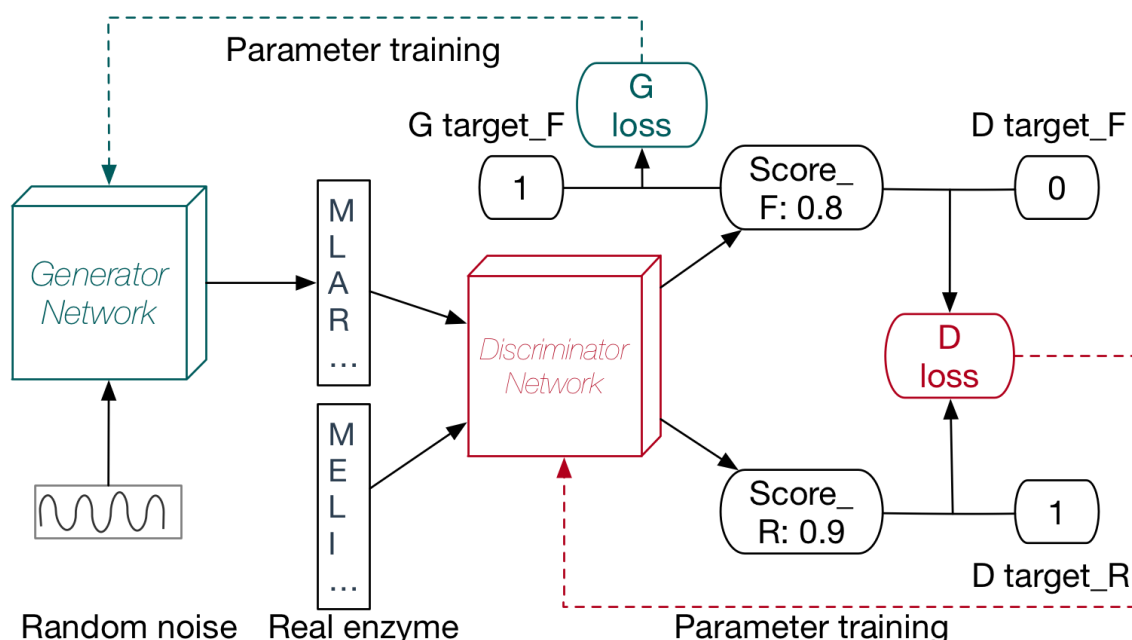 Parameter training
G
loss
G target_F
D target_F
1
Score_
F: 0.8
0
Generator
Network
M
L
A
R
...
Discriminator
Network
D
loss
M
E
L
I
...
Score_
R: 0.9
1
D target_R
Random noise
Real enzyme
Parameter training